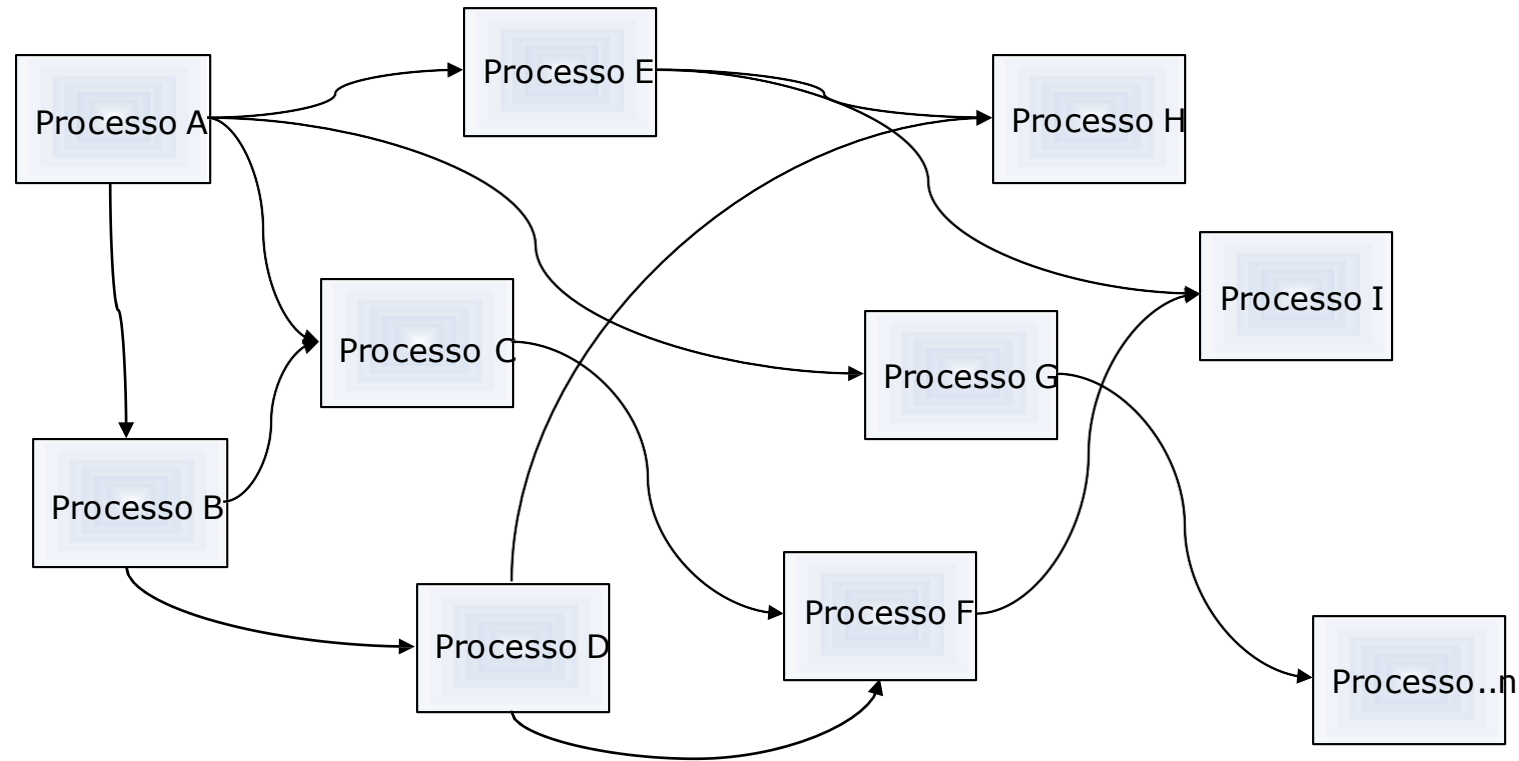 Processo E
Processo A
Processo H
Processo I
Processo C
Processo G
Processo B
Processo F
Processo D
Processo..n